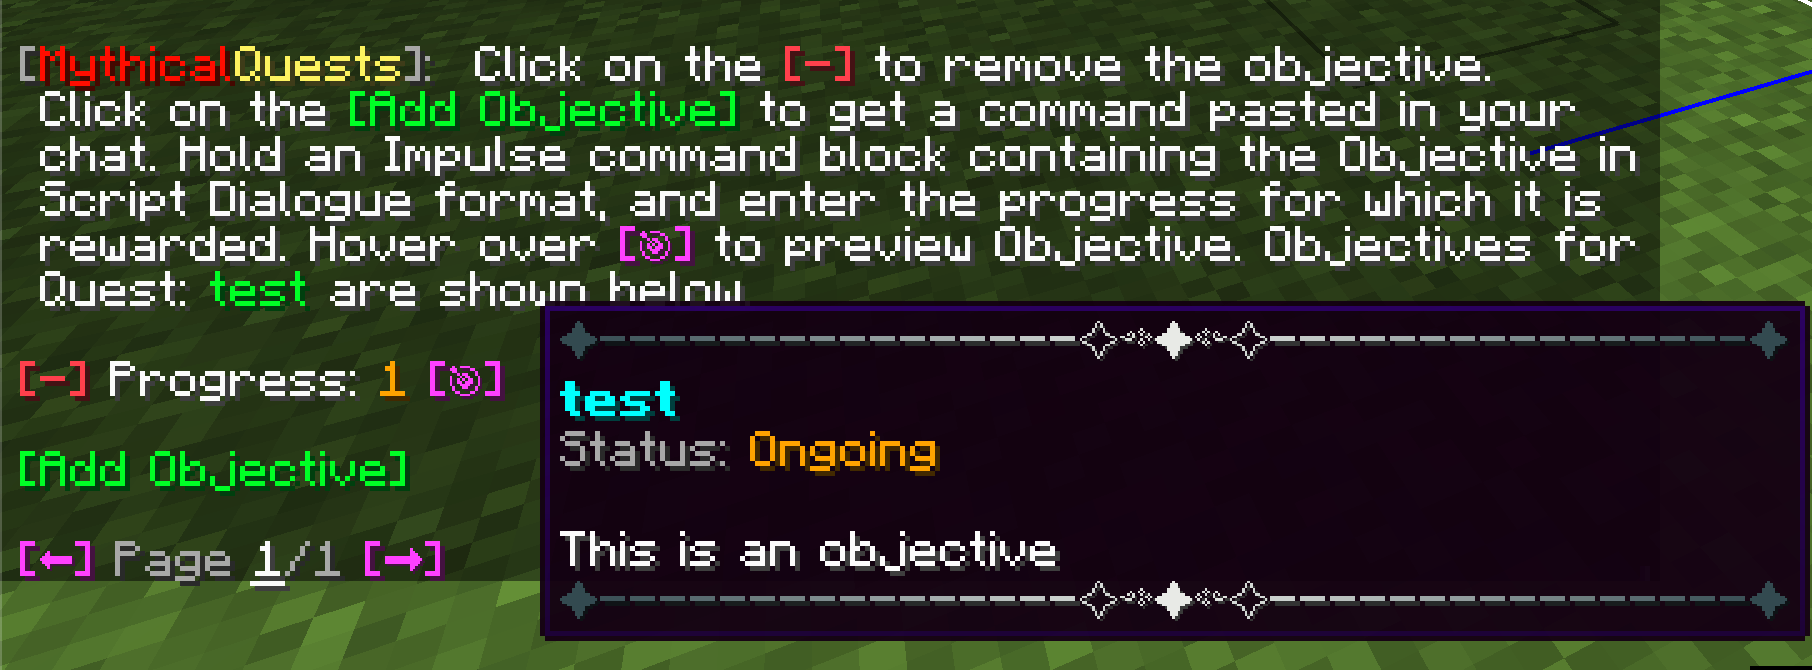 [MythicalQuests]: Click on the [-] to remove the objective.
Click on the [Add Objective] to get a command pasted in your
chat. Hold an Impulse command block containing the Objective in
Script Dialogue format, and enter the progress for which it is
rewarded. Hover over [] to preview Objective. Objectives for
Quest: test are shown below
[-] Progress: 1 []
[Add Objective]
[←] Page 1/1 [→]
test
Status: Ongoing
This is an objective